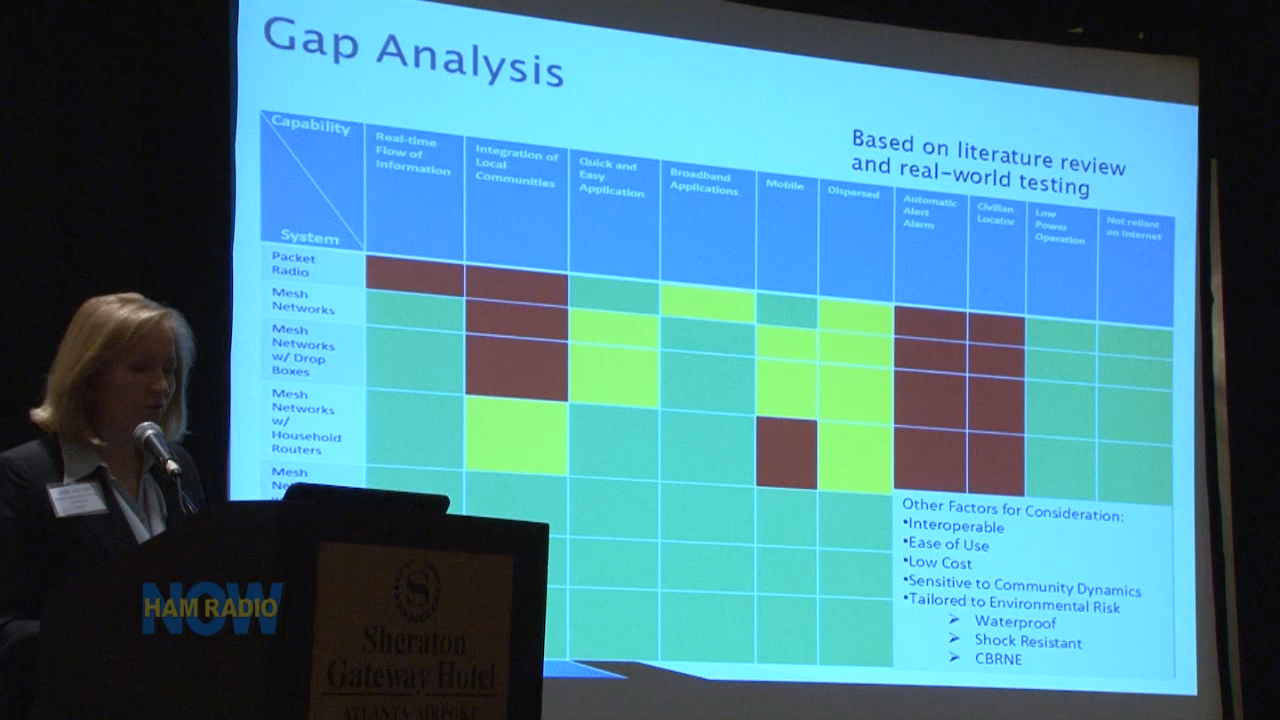 Gap Analysis
Based on literature review
and real-world testing
Capability
System
Real-time
Flow of
Information
Integration of
Local
Communities
Quick and
Easy
Application
Broadband
Applications
Mobile
Dispersed
Automatic
Alert
Alarm
Civilian
Locator
Low
Power
Operation
Not reliant
on Internet
Packet
Radio
Mesh
Networks
Mesh
Networks
w/ Drop
Boxes
Mesh
Networks
w/
Household
Routers
Mesh
Other Factors for Consideration:
•Interoperable
•Ease of Use
•Low Cost
•Sensitive to Community Dynamics
•Tailored to Environmental Risk
➢ Waterproof
➢ Shock Resistant
➢ CBRNE
NOW
HAM RADIO
S
Sheraton
Gateway Hotel
ATLANTA AIRPORT